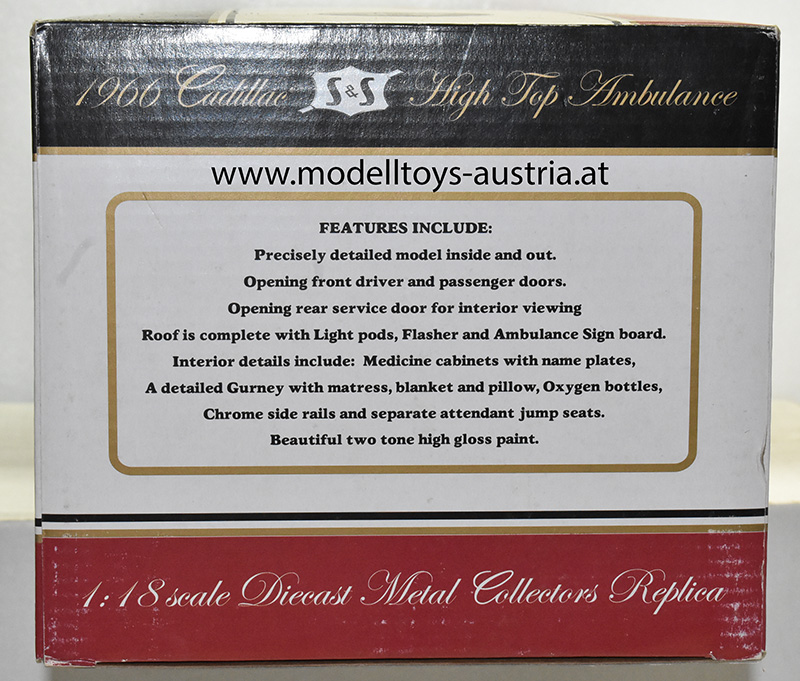 1966 Cadillac S&S High Top Ambulance
www.modelltoys-austria.at
FEATURES INCLUDE:
Precisely detailed model inside and out.
Opening front driver and passenger doors.
Opening rear service door for interior viewing
Roof is complete with Light pods, Flasher and Ambulance Sign board.
Interior details include: Medicine cabinets with name plates,
A detailed Gurney with matress, blanket and pillow, Oxygen bottles,
Chrome side rails and separate attendant jump seats.
Beautiful two tone high gloss paint.
1:18 scale Diecast Metal Collectors Replica